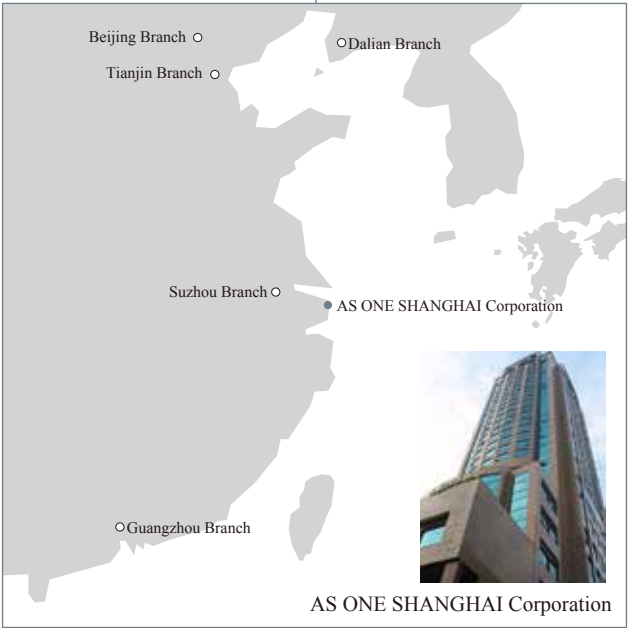 Beijing Branch
Dalian Branch
Tianjin Branch
Suzhou Branch
AS ONE SHANGHAI Corporation
Guangzhou Branch
AS ONE SHANGHAI Corporation